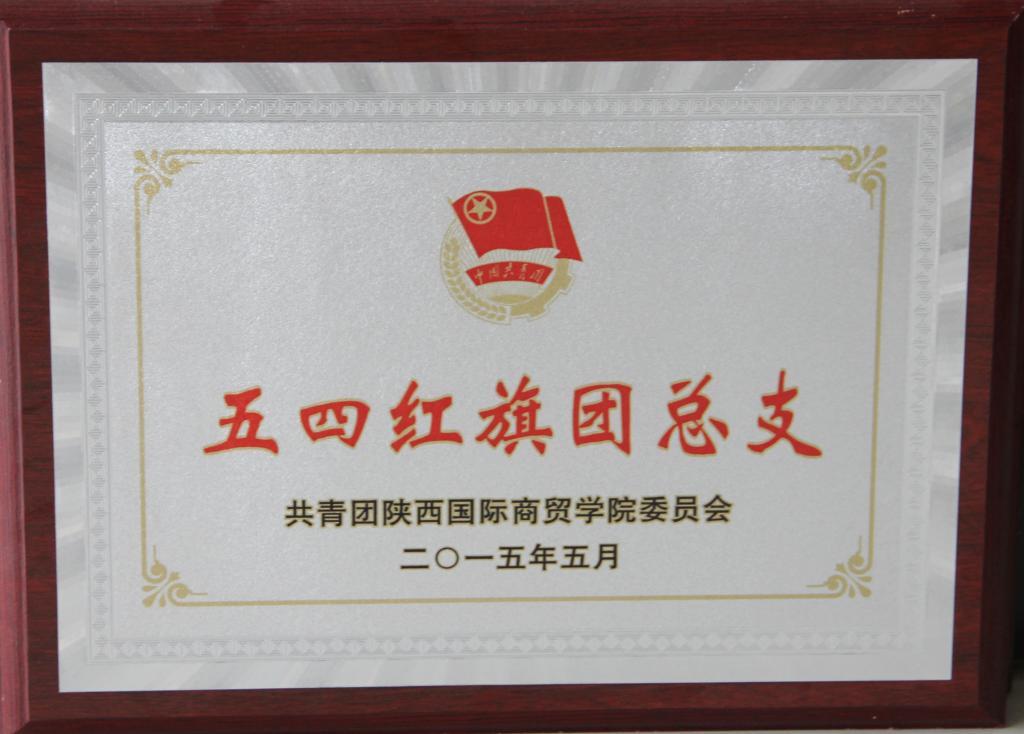 中国共青团
五四红旗团总支
共青团陕西国际商贸学院委员会
二〇一五年五月